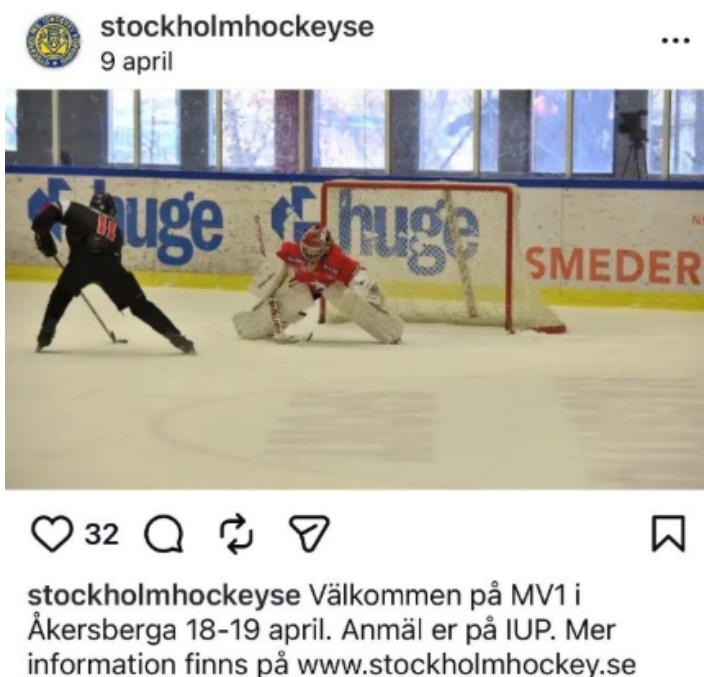 stockholmhockeyse
9 april
huge
huge
SMEDER
11
32
stockholmhockeyse Välkommen på MV1 i
Åkersberga 18-19 april. Anmäl er på IUP. Mer
information finns på www.stockholmhockey.se